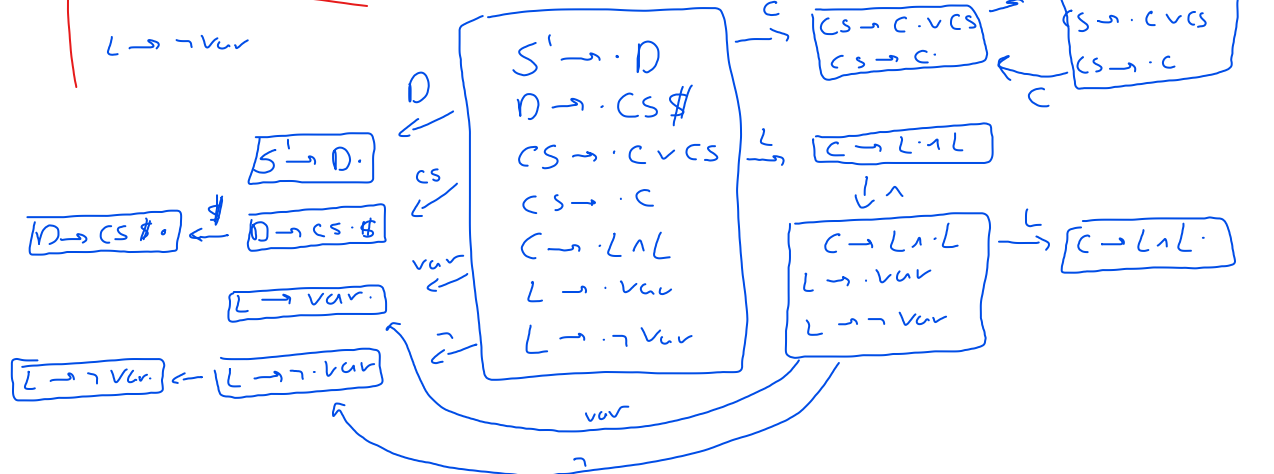 L → ¬ Var
S' → · D
D → · CS $
CS → · C ∨ CS
CS → · C
C → · L ∧ L
L → · var
L → · ¬ Var
C
CS → C · ∨ CS
CS → C ·
CS → · C ∨ CS
CS → · C
C
D
S' → D ·
CS
D → CS · $
$
D → CS $ ·
var
L → var ·
¬
L → ¬ · var
L → ¬ Var ·
L
C → L · ∧ L
∧
C → L ∧ · L
L → · var
L → ¬ Var
L
C → L ∧ L ·
var
¬